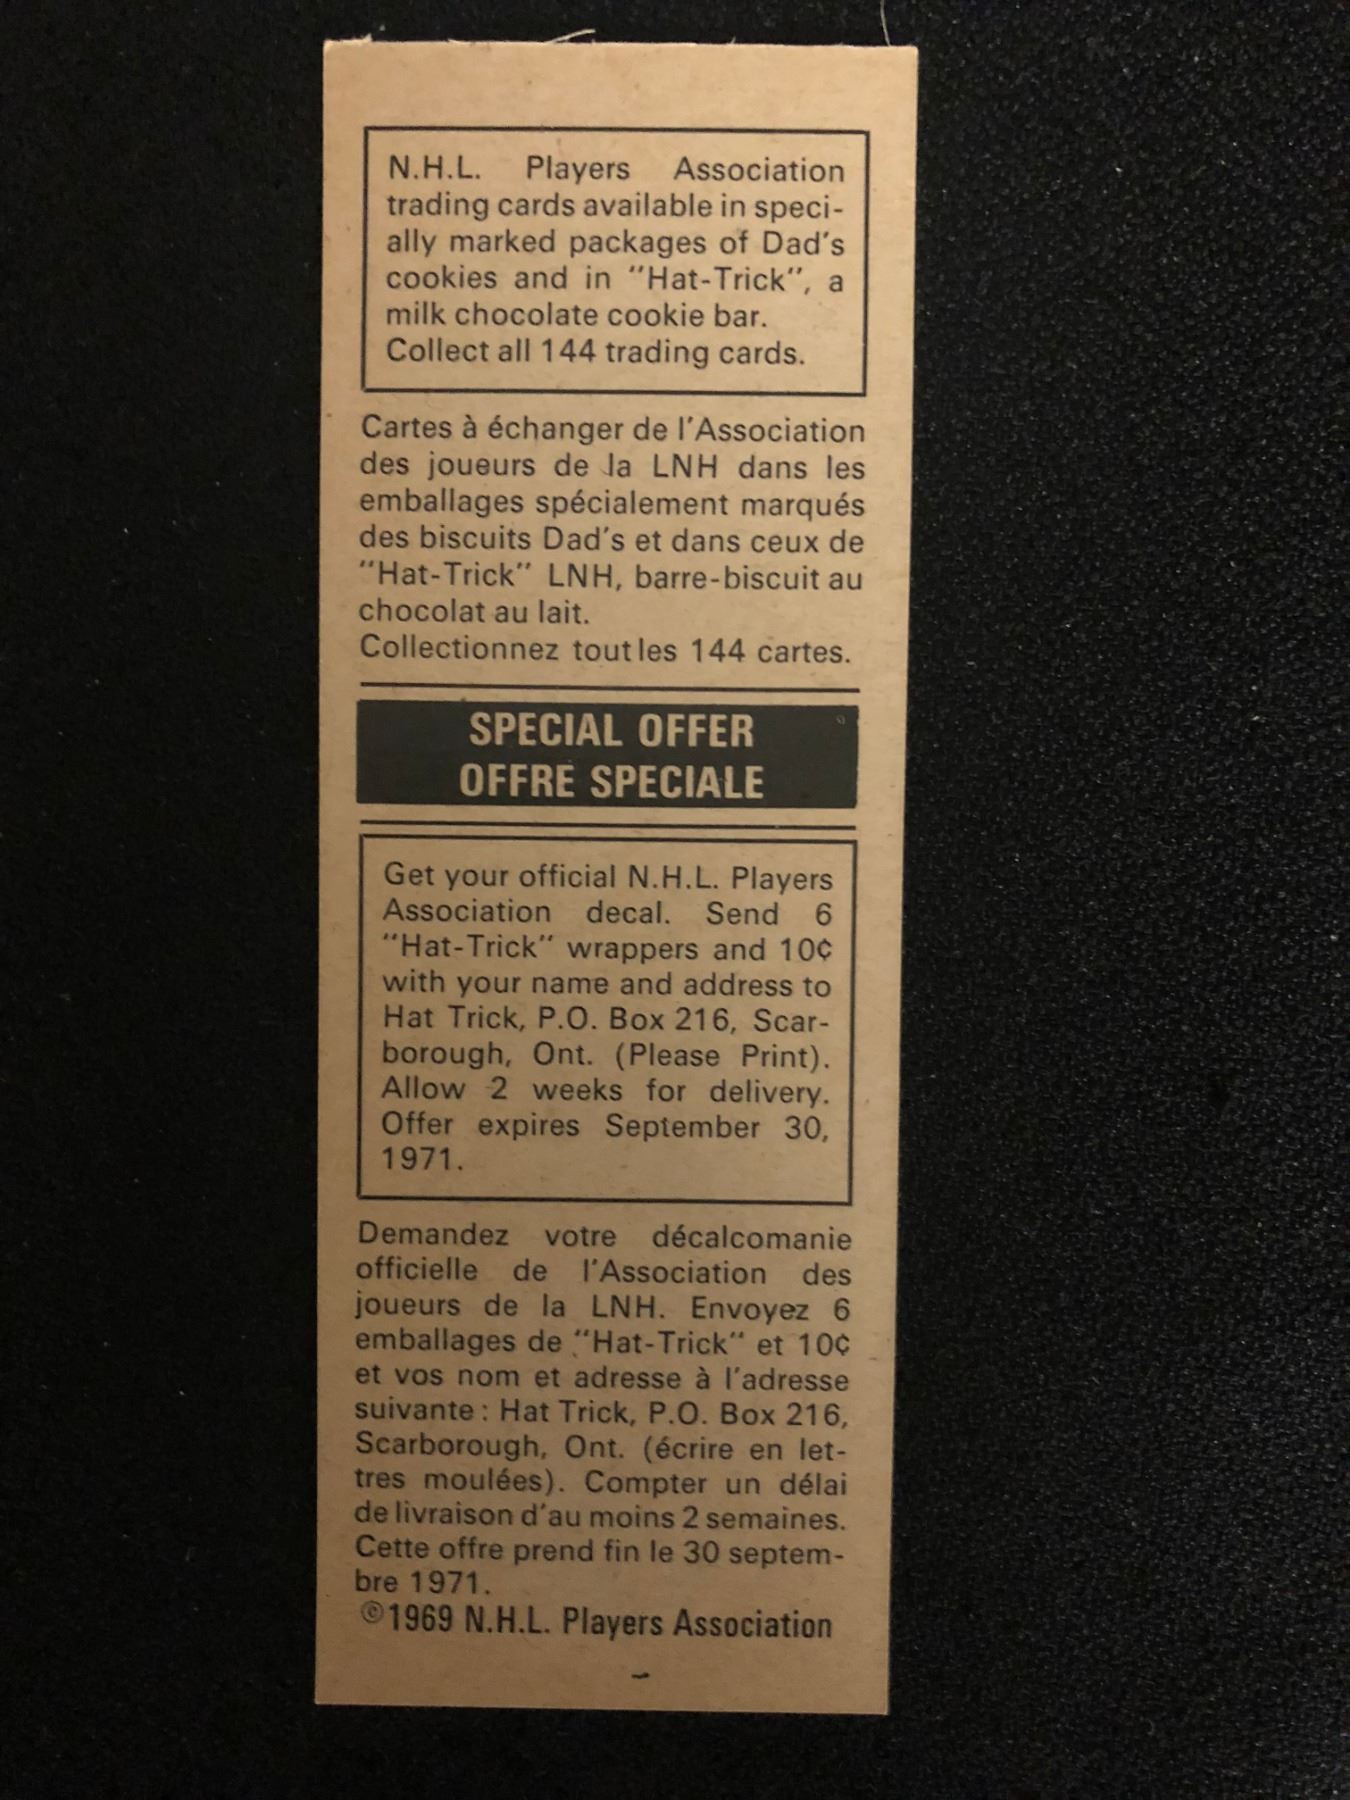 N.H.L. Players Association
trading cards available in speci-
ally marked packages of Dad's
cookies and in "Hat-Trick", a
milk chocolate cookie bar.
Collect all 144 trading cards.
Cartes à échanger de l'Association
des joueurs de la LNH dans les
emballages spécialement marqués
des biscuits Dad's et dans ceux de
"Hat-Trick" LNH, barre-biscuit au
chocolat au lait.
Collectionnez tout les 144 cartes.
SPECIAL OFFER
OFFRE SPECIALE
Get your official N.H.L. Players
Association decal. Send 6
"Hat-Trick" wrappers and 10¢
with your name and address to
Hat Trick, P.O. Box 216, Scar-
borough, Ont. (Please Print).
Allow 2 weeks for delivery.
Offer expires September 30,
1971.
Demandez votre décalcomanie
officielle de l'Association des
joueurs de la LNH. Envoyez 6
emballages de "Hat-Trick" et 10¢
et vos nom et adresse à l'adresse
suivante : Hat Trick, P.O. Box 216,
Scarborough, Ont. (écrire en let-
tres moulées). Compter un délai
de livraison d'au moins 2 semaines.
Cette offre prend fin le 30 septem-
bre 1971.
©1969 N.H.L. Players Association